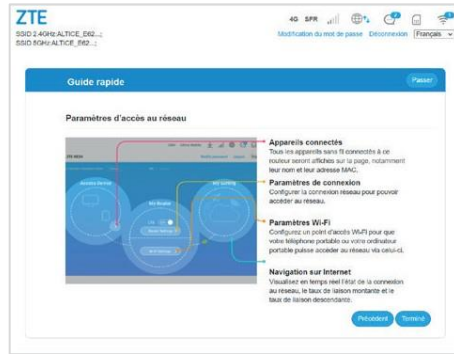 ZTE
4G SFR
SSID 2.4GHz:ALTICE_E62...;
SSID 5GHz:ALTICE_E62...;
Modification du mot de passe Déconnexion Français
Guide rapide
Passer
Paramètres d'accès au réseau
Appareils connectés
Tous les appareils sans fil connectés à ce
routeur seront affichés sur la page, notamment
leur nom et leur adresse MAC.
Paramètres de connexion
Configurer la connexion réseau pour pouvoir
accéder au réseau.
Paramètres Wi-Fi
Configurez un point d'accès Wi-Fi pour que
votre téléphone portable ou votre ordinateur
portable puisse accéder au réseau via celui-ci.
Navigation sur Internet
Visualisez en temps réel l'état de la connexion
au réseau, le taux de liaison montante et le
taux de liaison descendante.
Précédent Terminé